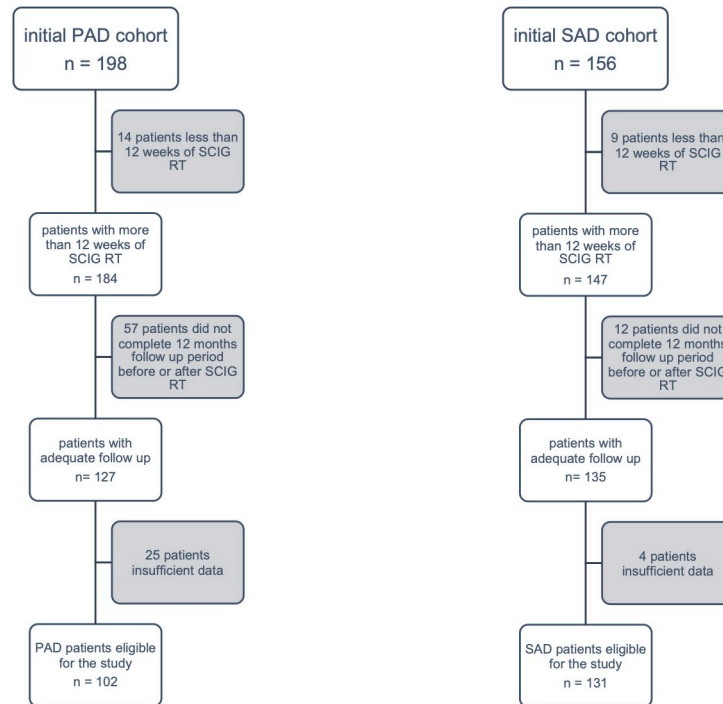 initial PAD cohort
n = 198
14 patients less than
12 weeks of SCIG
RT
patients with more
than 12 weeks of
SCIG RT
n = 184
57 patients did not
complete 12 months
follow up period
before or after SCIG
RT
patients with
adequate follow up
n= 127
25 patients
insufficient data
PAD patients eligible
for the study
n = 102
initial SAD cohort
n = 156
9 patients less than
12 weeks of SCIG
RT
patients with more
than 12 weeks of
SCIG RT
n = 147
12 patients did not
complete 12 months
follow up period
before or after SCIG
RT
patients with
adequate follow up
n= 135
4 patients
insufficient data
SAD patients eligible
for the study
n = 131